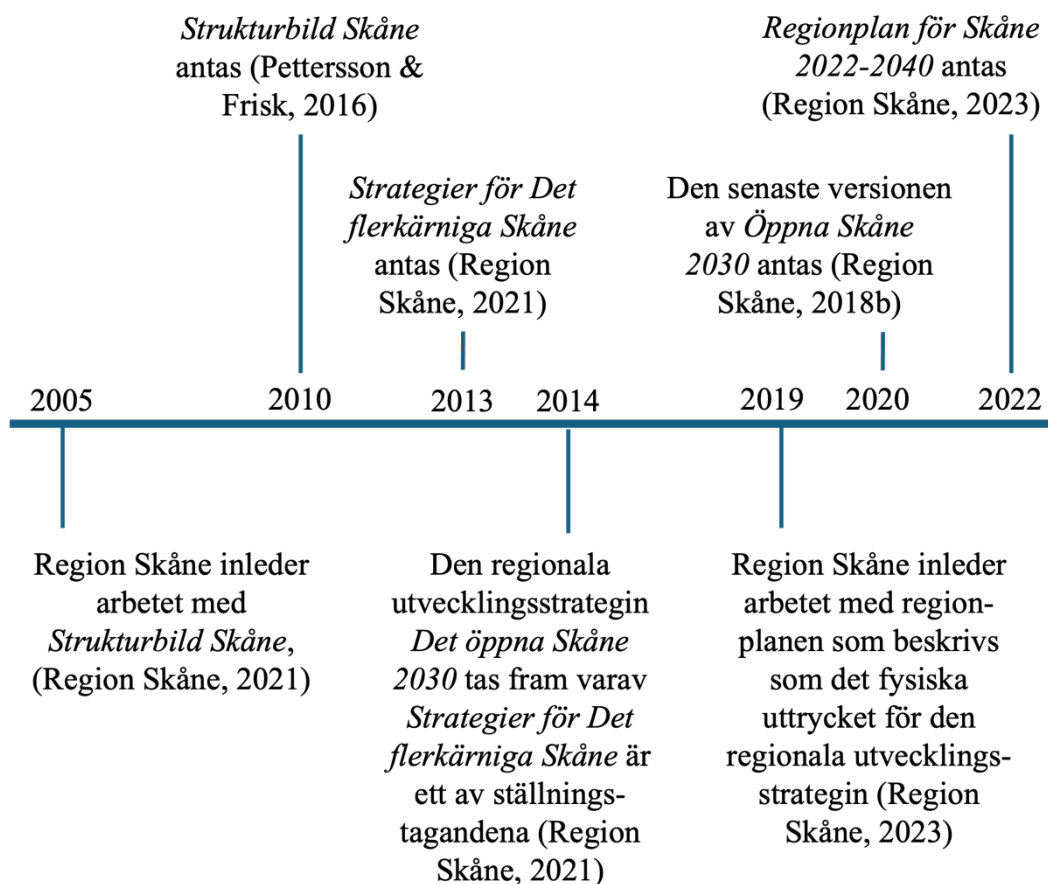 Strukturbild Skåne
antas (Pettersson &
Frisk, 2016)
Regionplan för Skåne
2022-2040 antas
(Region Skåne, 2023)
Strategier för Det
flerkärniga Skåne
antas (Region
Skåne, 2021)
Den senaste versionen
av Öppna Skåne
2030 antas (Region
Skåne, 2018b)
2005
2010
2013
2014
2019
2020
2022
Region Skåne inleder
arbetet med
Strukturbild Skåne,
(Region Skåne, 2021)
Den regionala
utvecklingsstrategin
Det öppna Skåne
2030 tas fram varav
Strategier för Det
flerkärniga Skåne är
ett av ställnings-
tagandena (Region
Skåne, 2021)
Region Skåne inleder
arbetet med region-
planen som beskrivs
som det fysiska
uttrycket för den
regionala utvecklings-
strategin (Region
Skåne, 2023)